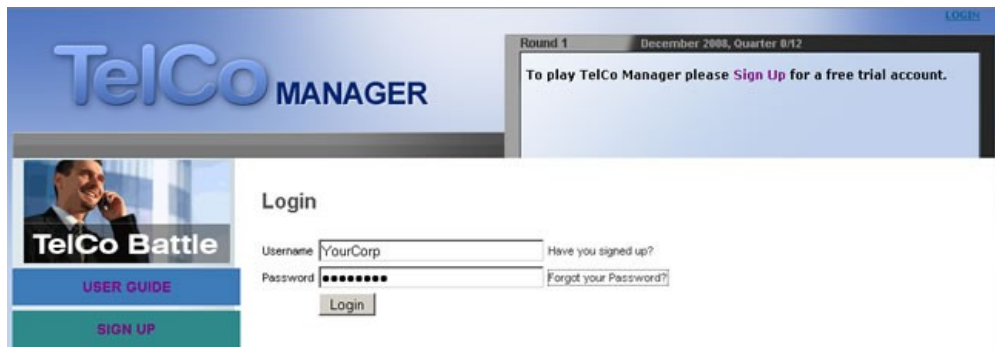 LOGIN
TelCo MANAGER
Round 1 December 2008, Quarter 0/12
To play TelCo Manager please Sign Up for a free trial account.
TelCo Battle
USER GUIDE
SIGN UP
Login
Username YourCorp Have you signed up?
Password ●●●●●●●● Forgot your Password?
Login